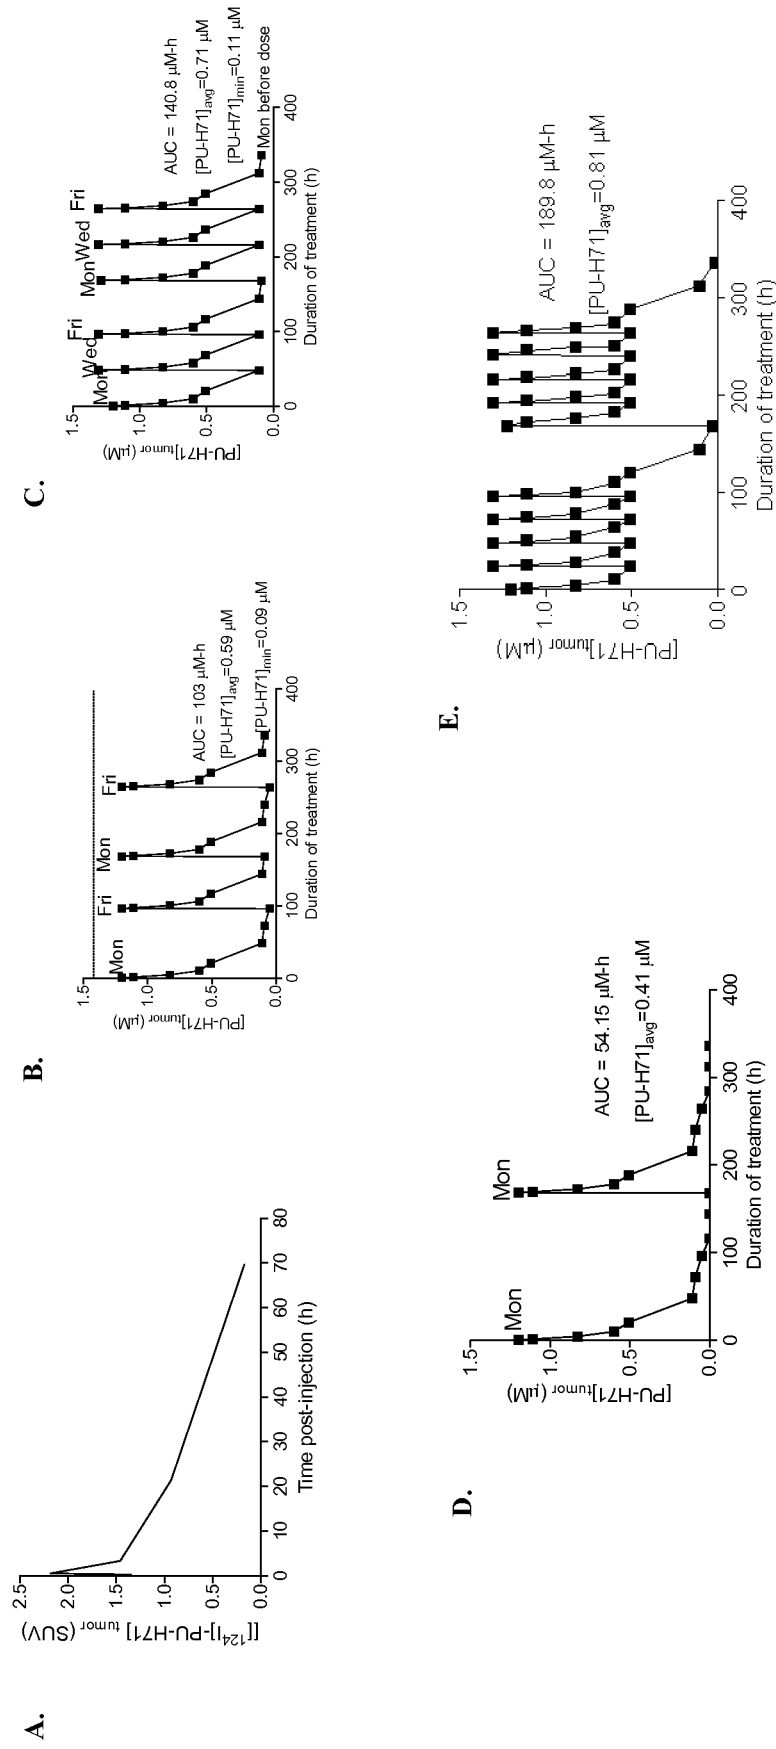 A.
[[¹²⁴I]-PU-H71] tumor (SUV)
2.5
2.0
1.5
1.0
0.5
0.0
0 10 20 30 40 50 60 70 80
Time post-injection (h)
B.
[PU-H71]tumor (μM)
1.5
1.0
0.5
0.0
Mon
Fri
Mon
Fri
AUC = 103 μM-h
[PU-H71]avg=0.59 μM
[PU-H71]min=0.09 μM
0 100 200 300 400
Duration of treatment (h)
C.
[PU-H71]tumor (μM)
1.5
1.0
0.5
0.0
Mon
Wed
Fri
Mon
Wed
Fri
AUC = 140.8 μM-h
[PU-H71]avg=0.71 μM
[PU-H71]min=0.11 μM
Mon before dose
0 100 200 300 400
Duration of treatment (h)
D.
[PU-H71]tumor (μM)
1.5
1.0
0.5
0.0
Mon
Mon
AUC = 54.15 μM-h
[PU-H71]avg=0.41 μM
0 100 200 300 400
Duration of treatment (h)
E.
[PU-H71]tumor (μM)
1.5
1.0
0.5
0.0
AUC = 189.8 μM-h
[PU-H71]avg=0.81 μM
0 100 200 300 400
Duration of treatment (h)